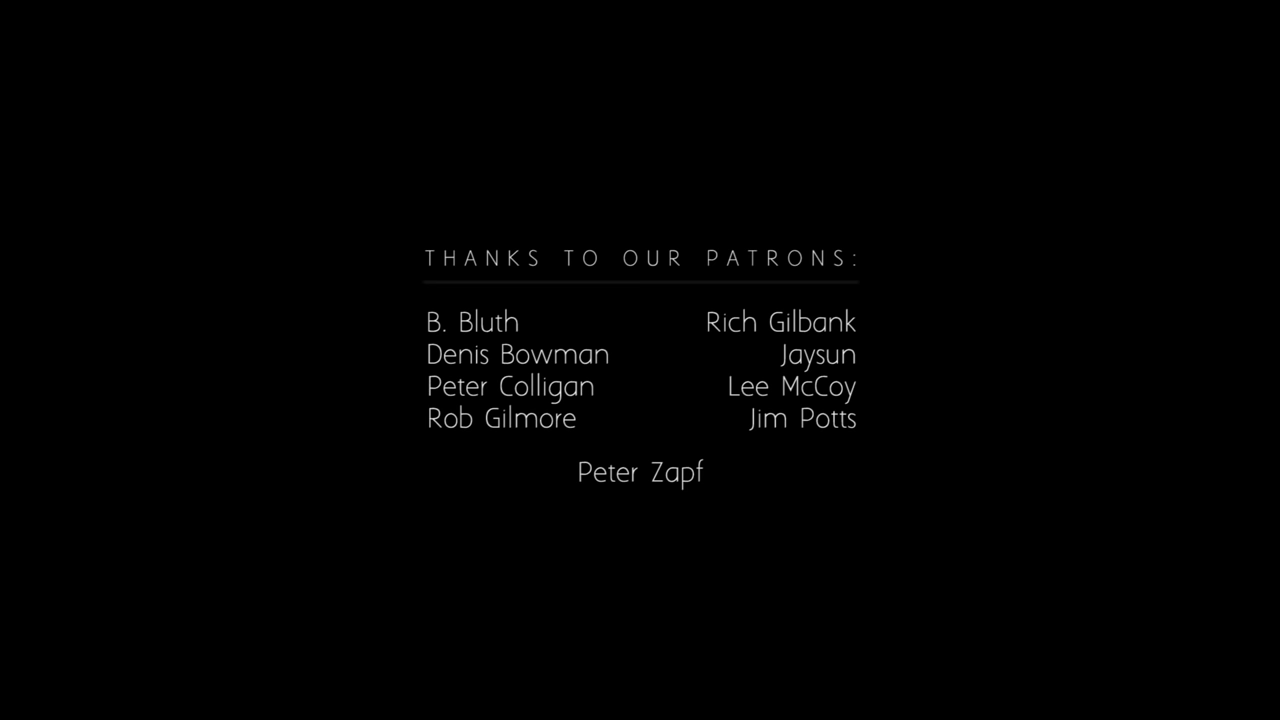 THANKS TO OUR PATRONS:
B. Bluth
Denis Bowman
Peter Colligan
Rob Gilmore
Rich Gilbank
Jaysun
Lee McCoy
Jim Potts
Peter Zapf